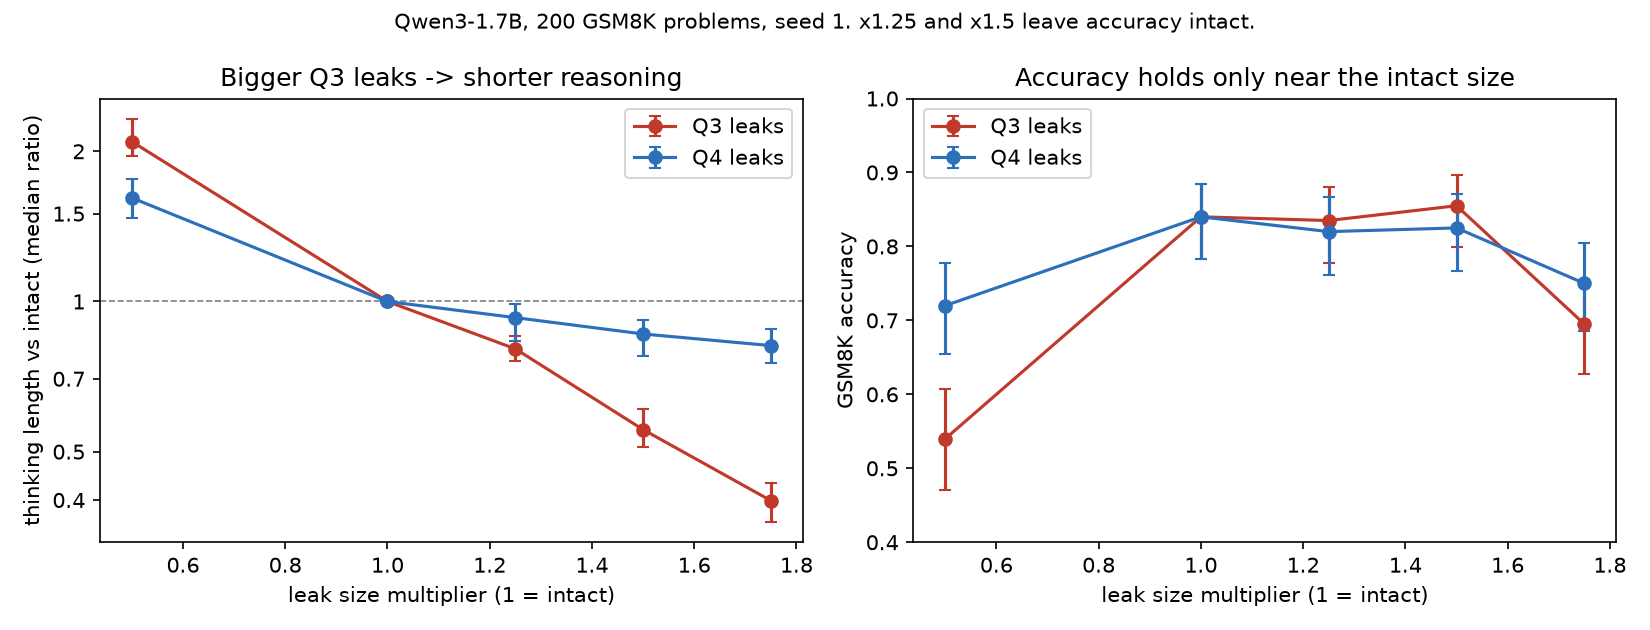 Qwen3-1.7B, 200 GSM8K problems, seed 1. x1.25 and x1.5 leave accuracy intact.
Bigger Q3 leaks -> shorter reasoning
thinking length vs intact (median ratio)
2
1.5
1
0.7
0.5
0.4
Q3 leaks
Q4 leaks
0.6 0.8 1.0 1.2 1.4 1.6 1.8
leak size multiplier (1 = intact)
Accuracy holds only near the intact size
GSM8K accuracy
1.0
0.9
0.8
0.7
0.6
0.5
0.4
Q3 leaks
Q4 leaks
0.6 0.8 1.0 1.2 1.4 1.6 1.8
leak size multiplier (1 = intact)